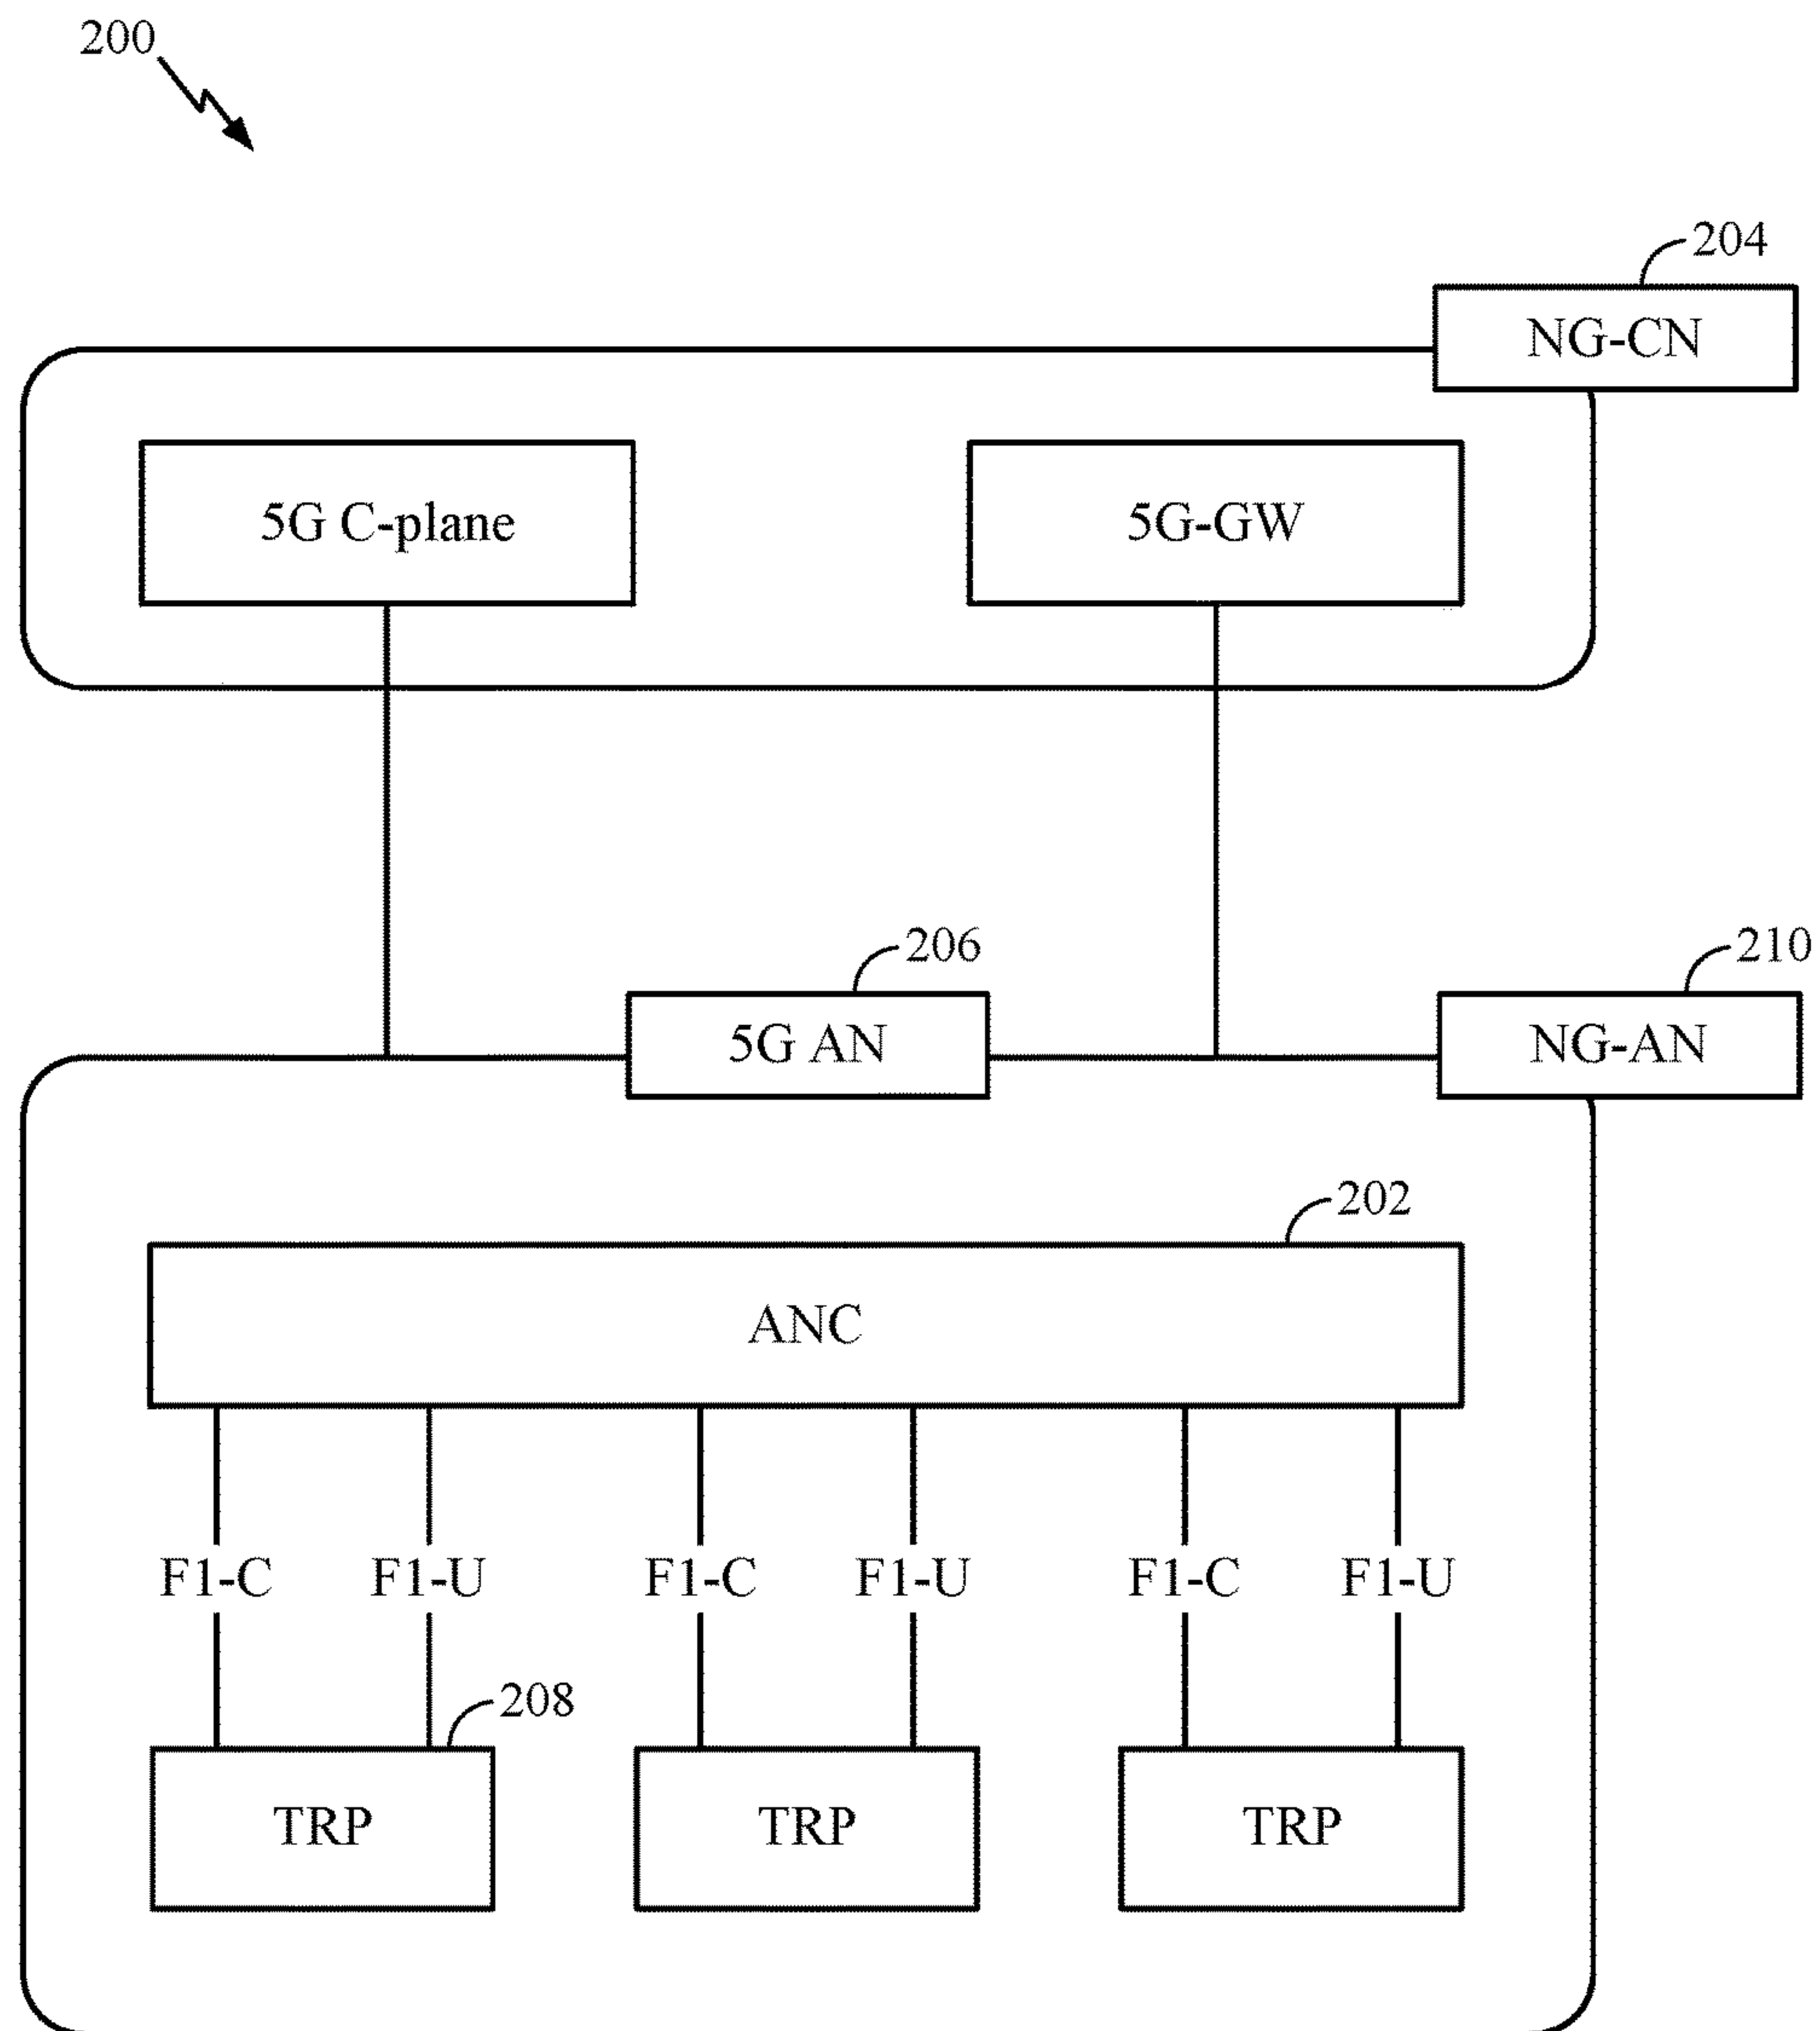 200
204
NG-CN
5G C-plane
5G-GW
206
210
5G AN
NG-AN
202
ANC
F1-C
F1-U
F1-C
F1-U
F1-C
F1-U
208
TRP
TRP
TRP